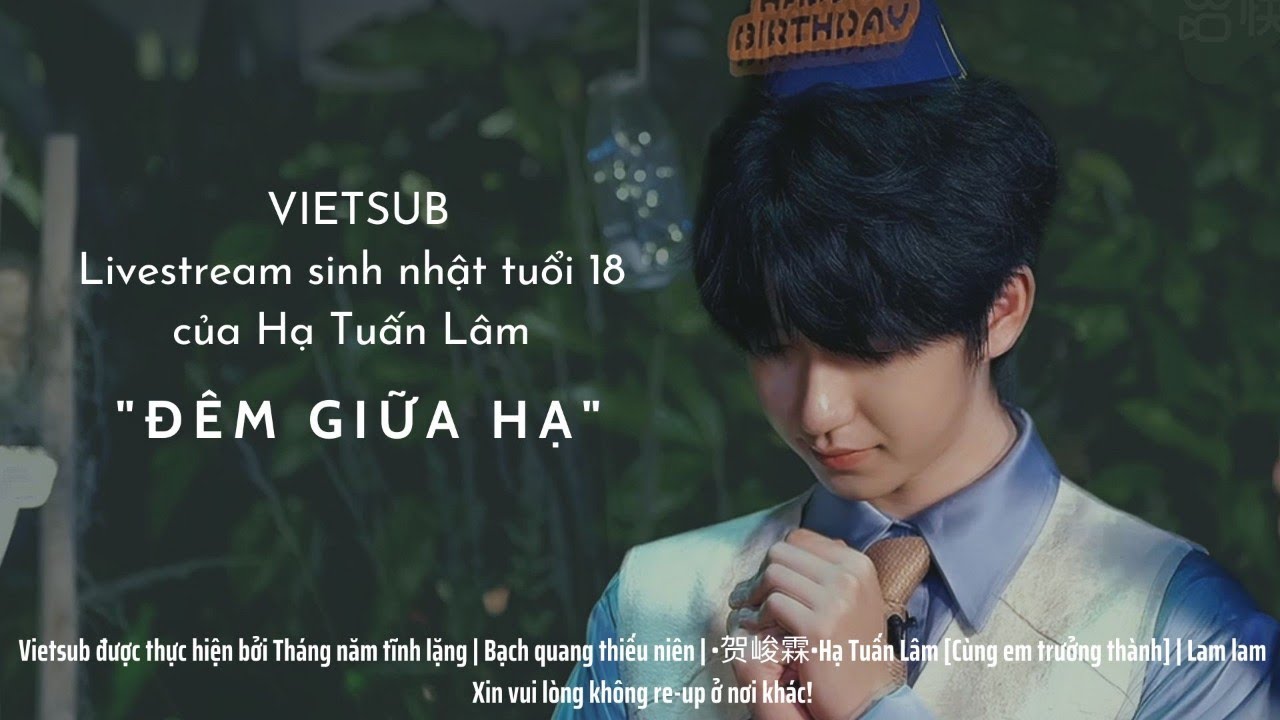 BIRTHDAY
VIETSUB
Livestream sinh nhật tuổi 18
của Hạ Tuấn Lâm
"ĐÊM GIỮA HẠ"
Vietsub được thực hiện bởi Tháng năm tĩnh lặng | Bạch quang thiếu niên | •贺峻霖•Hạ Tuấn Lâm [Cùng em trưởng thành] | Lam lam
Xin vui lòng không re-up ở nơi khác!